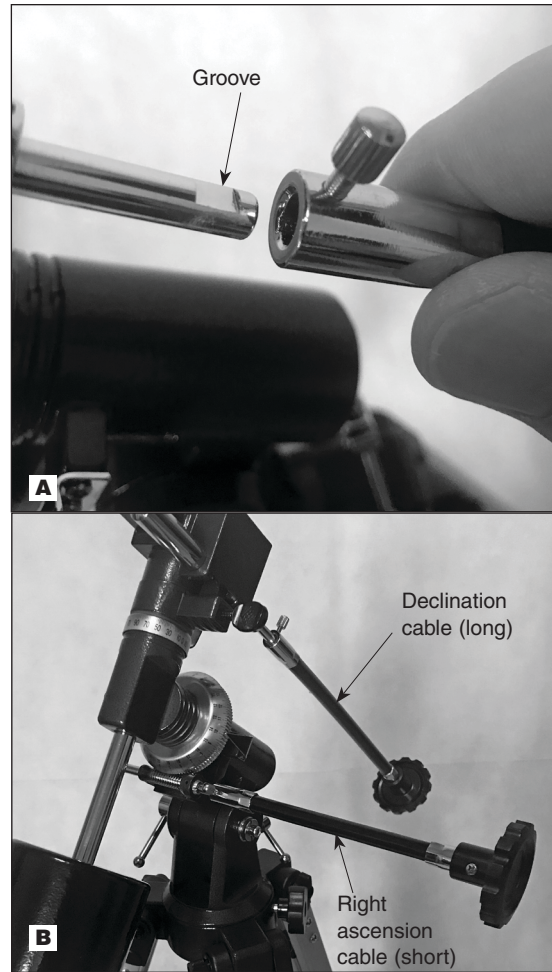 Groove
A
Declination
cable (long)
Right
ascension
cable (short)
B